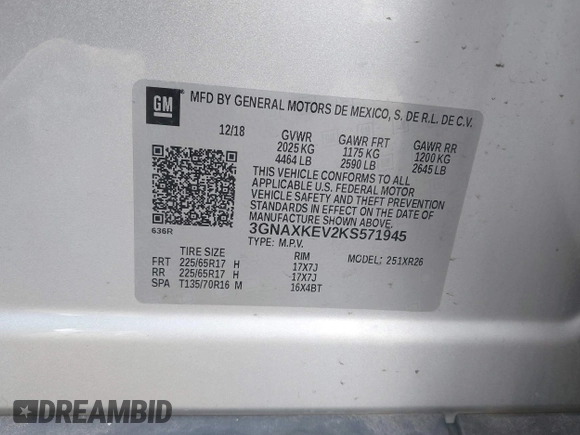 GM
MFD BY GENERAL MOTORS DE MEXICO, S. DE R.L. DE C.V.
12/18 GVWR GAWR FRT GAWR RR
2025 KG 1175 KG 1200 KG
4464 LB 2590 LB 2645 LB
THIS VEHICLE CONFORMS TO ALL
APPLICABLE U.S. FEDERAL MOTOR
VEHICLE SAFETY AND THEFT PREVENTION
STANDARDS IN EFFECT ON THE DATE OF
MANUFACTURE SHOWN ABOVE.
636R 3GNAXKEV2KS571945
TYPE: M.P.V.
TIRE SIZE RIM MODEL: 251XR26
FRT 225/65R17 H 17X7J
RR 225/65R17 H 17X7J
SPA T135/70R16 M 16X4BT
DREAMBID